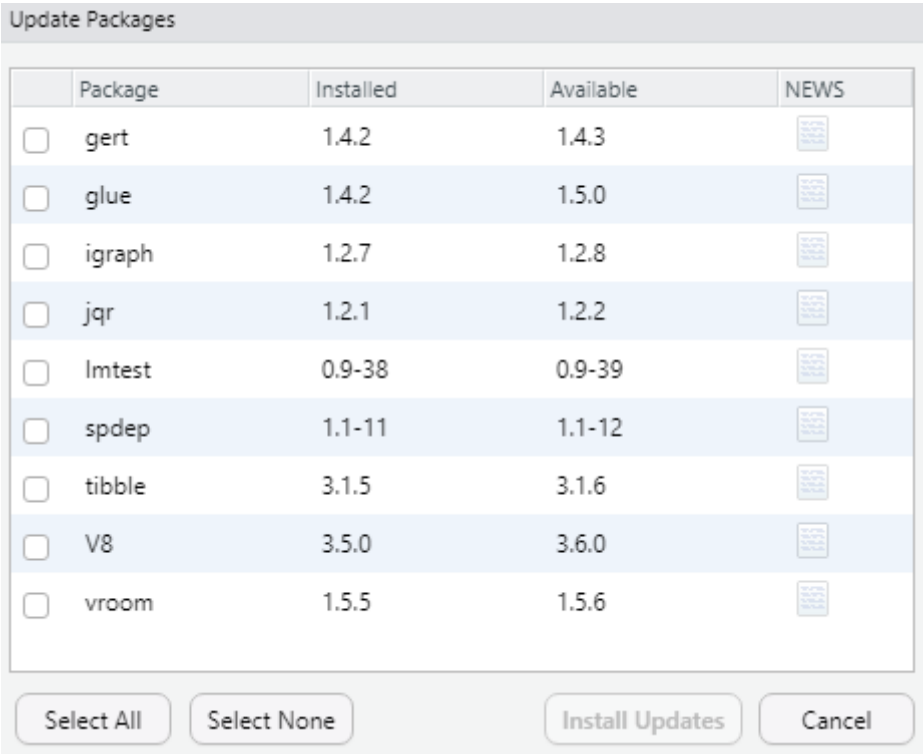 Update Packages
Package Installed Available NEWS
gert 1.4.2 1.4.3
glue 1.4.2 1.5.0
igraph 1.2.7 1.2.8
jqr 1.2.1 1.2.2
lmtest 0.9-38 0.9-39
spdep 1.1-11 1.1-12
tibble 3.1.5 3.1.6
V8 3.5.0 3.6.0
vroom 1.5.5 1.5.6
Select All Select None Install Updates Cancel